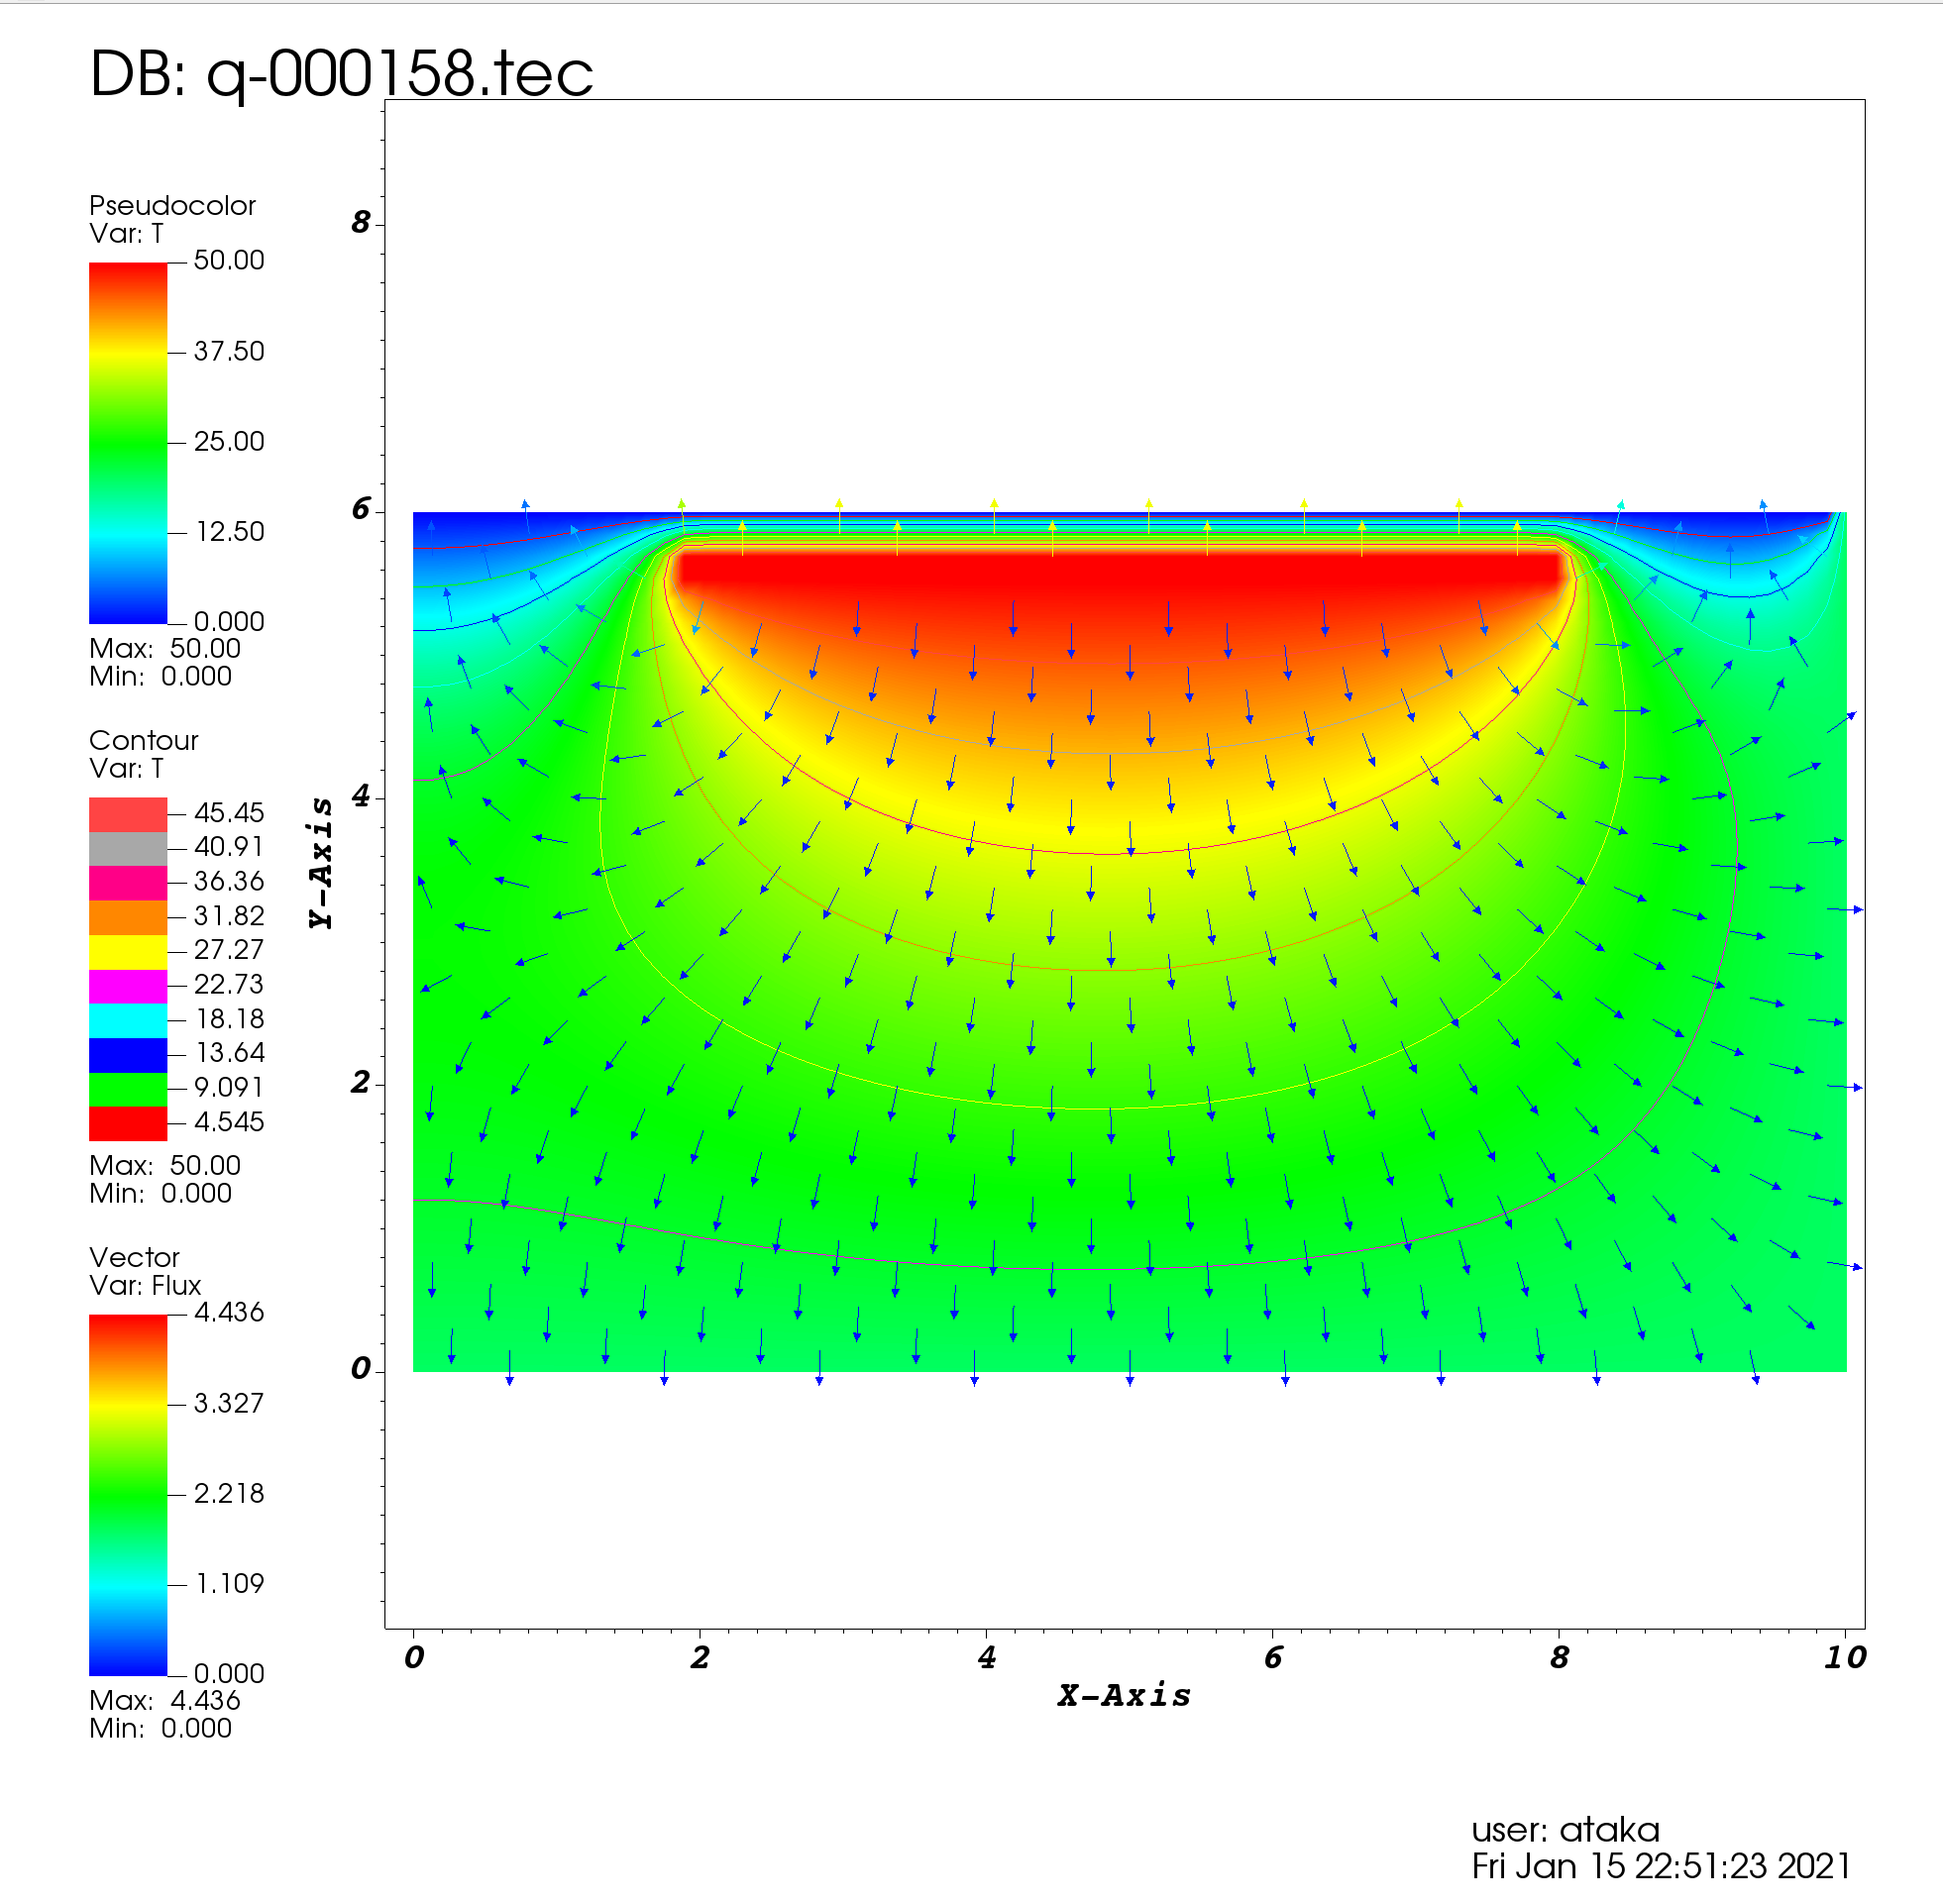 DB: q-000158.tec
Pseudocolor
Var: T
50.00
37.50
25.00
12.50
0.000
Max: 50.00
Min: 0.000
Contour
Var: T
45.45
40.91
36.36
31.82
27.27
22.73
18.18
13.64
9.091
4.545
Max: 50.00
Min: 0.000
Vector
Var: Flux
4.436
3.327
2.218
1.109
0.000
Max: 4.436
Min: 0.000
8
6
4
2
0
Y-Axis
0 2 4 6 8 10
X-Axis
user: ataka
Fri Jan 15 22:51:23 2021